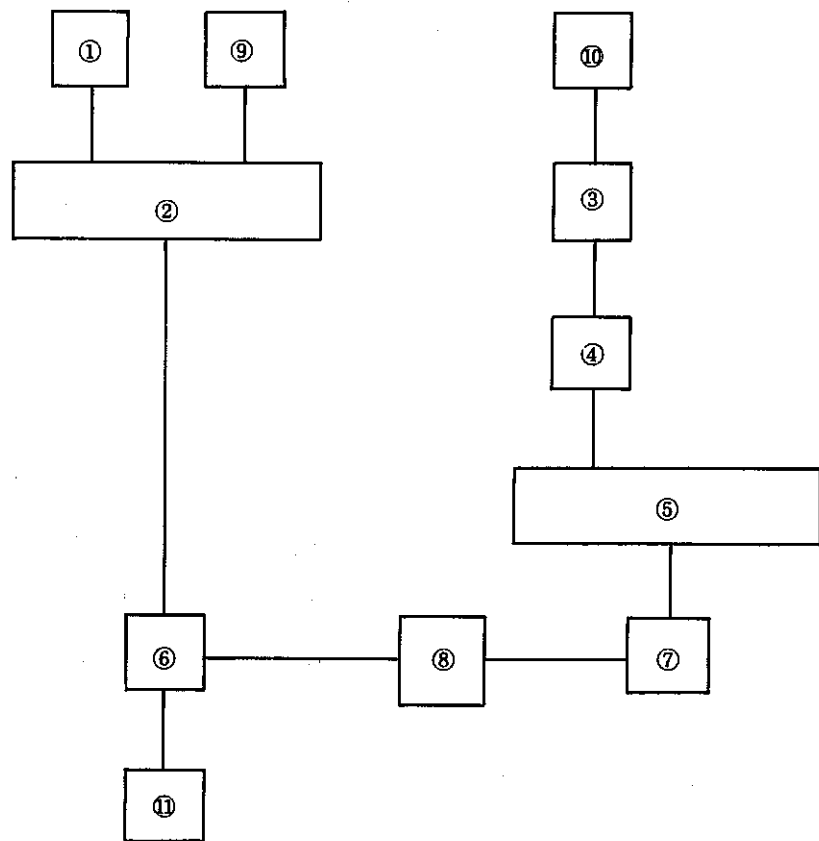 ① ⑨ ⑩
② ③
④
⑤
⑥ ⑧ ⑦
⑪